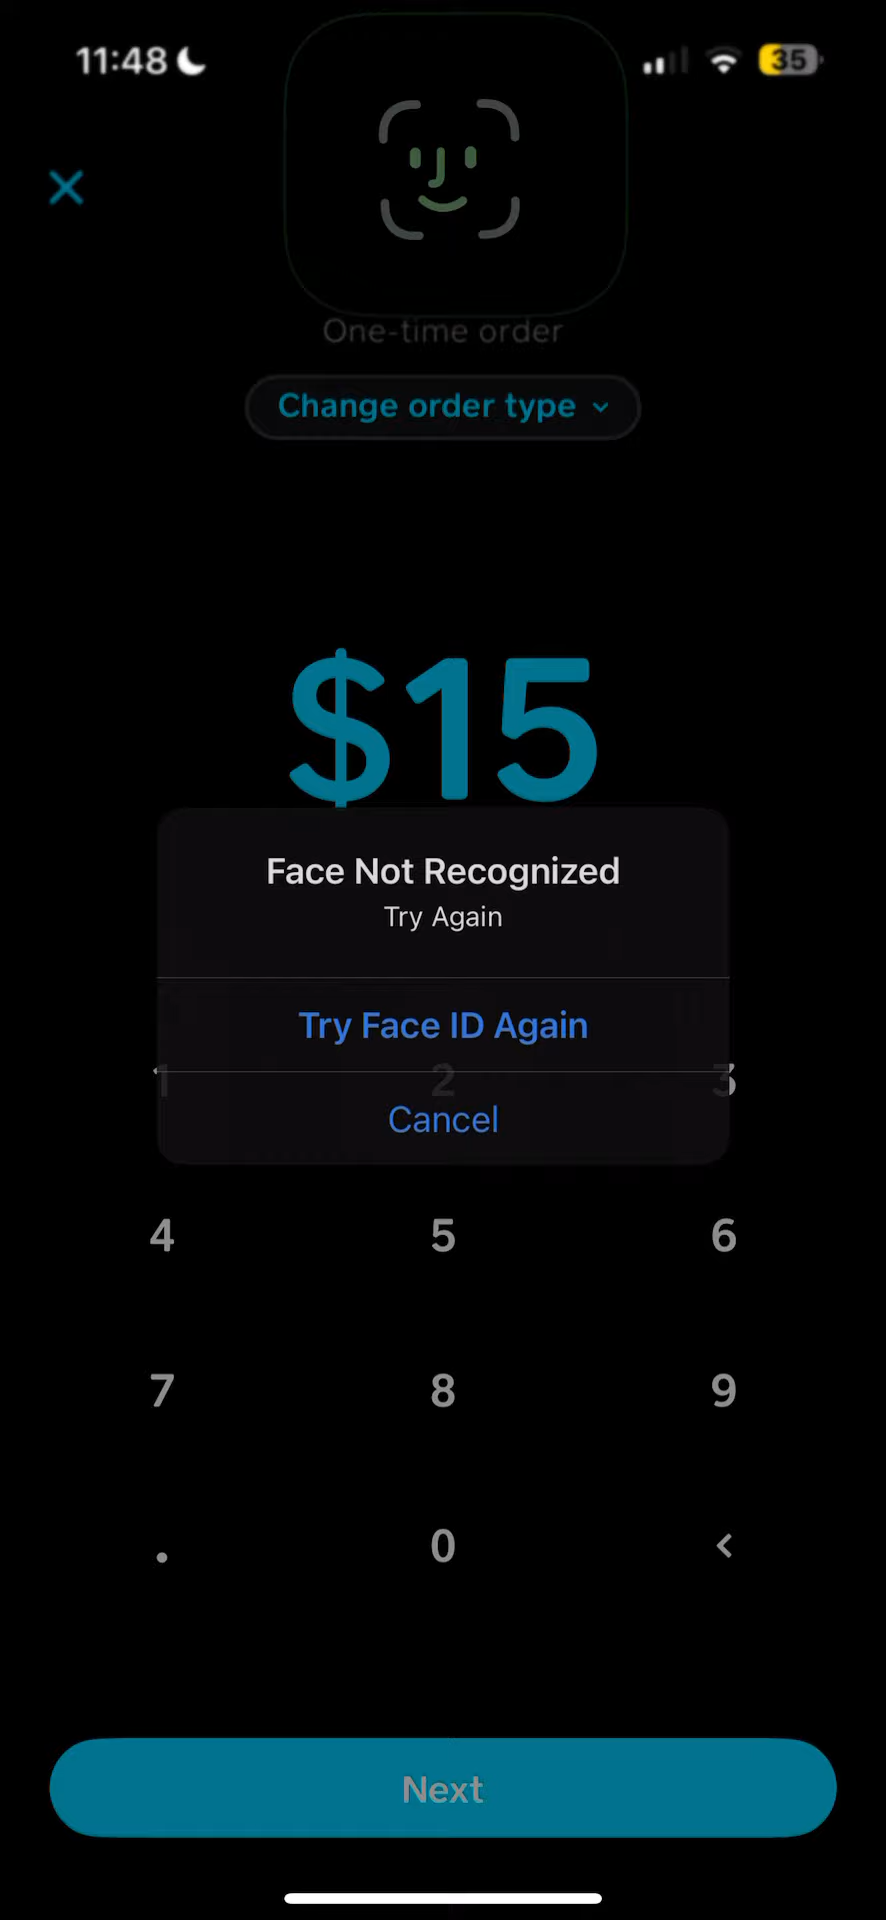 11:48
35
One-time order
Change order type
$15
Face Not Recognized
Try Again
Try Face ID Again
1 2 3
Cancel
4 5 6
7 8 9
. 0 <
Next